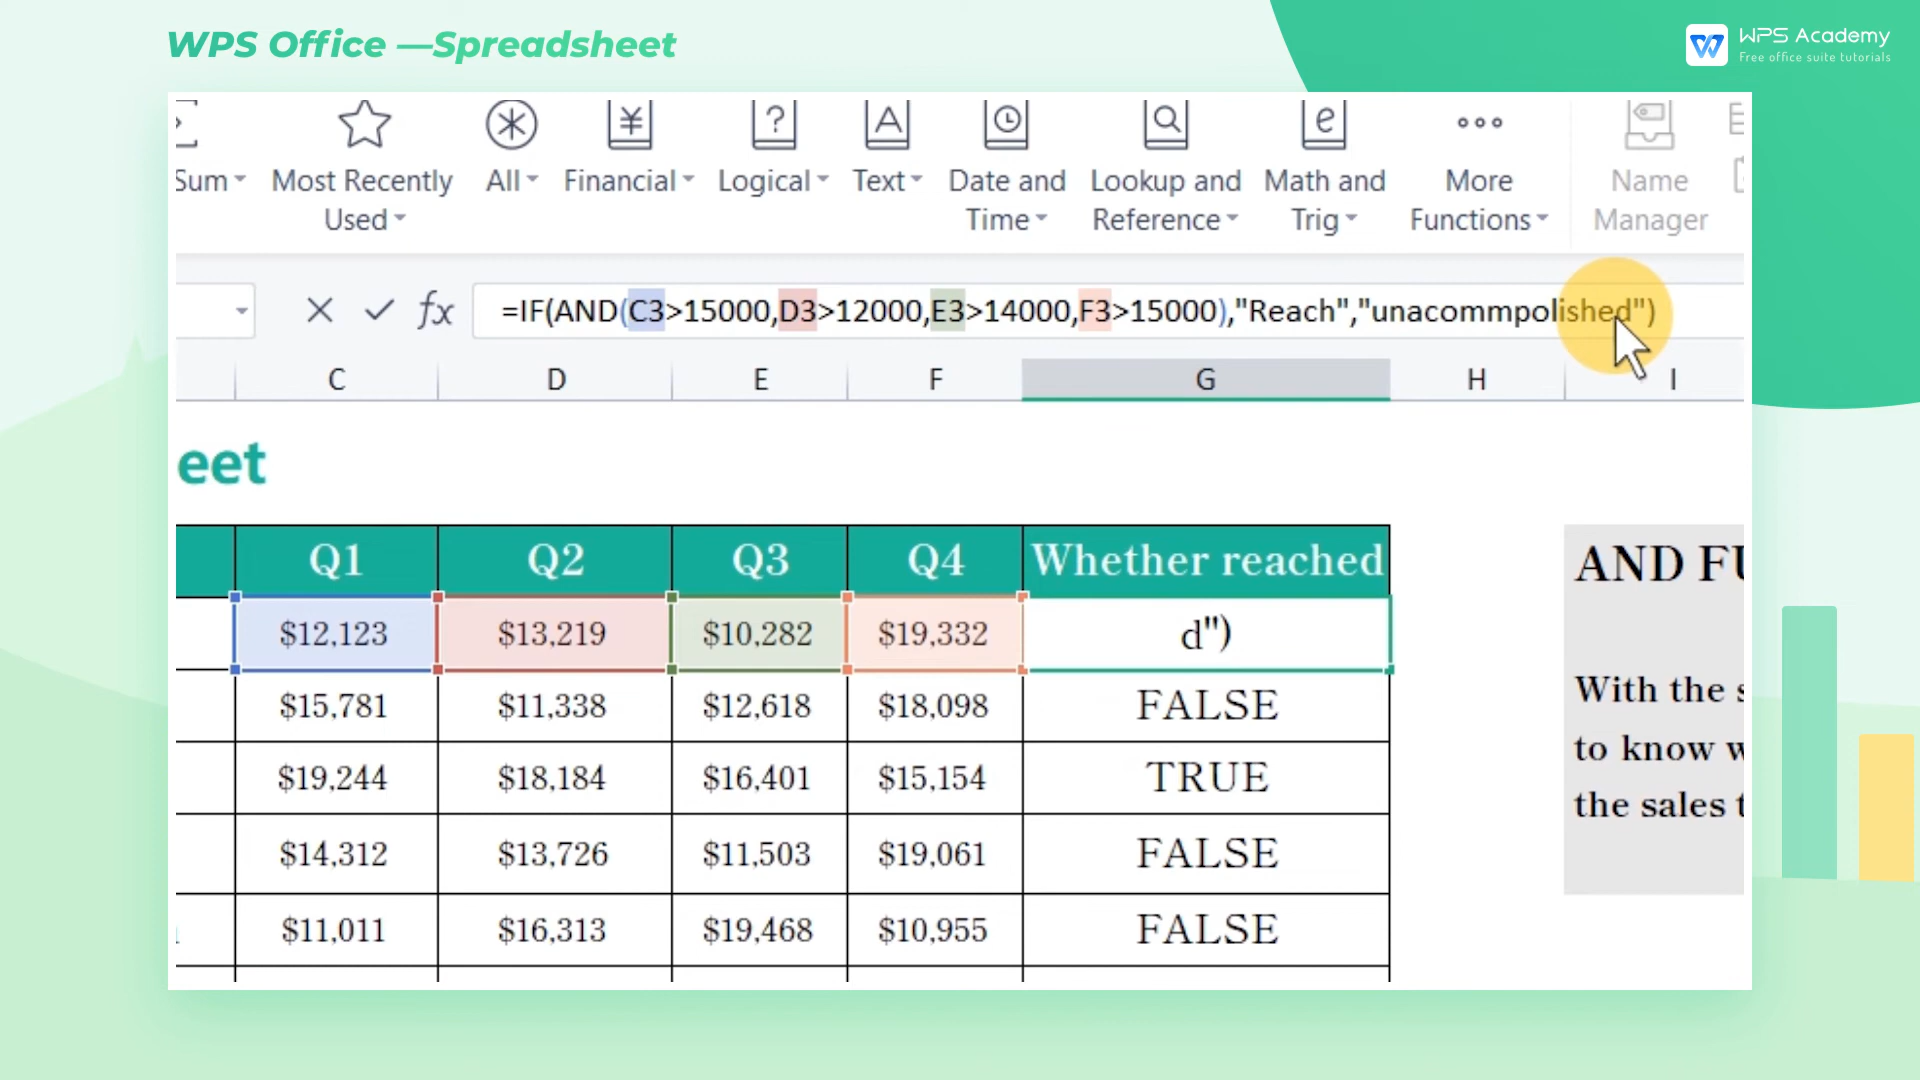 WPS Office —Spreadsheet
WPS Academy
Free office suite tutorials
Sum
Most Recently
Used
All
Financial
Logical
Text
Date and
Time
Lookup and
Reference
Math and
Trig
More
Functions
Name
Manager
fx =IF(AND(C3>15000,D3>12000,E3>14000,F3>15000),"Reach","unacommpolished")
C D E F G H I
eet
Q1 Q2 Q3 Q4 Whether reached
$12,123 $13,219 $10,282 $19,332 d")
$15,781 $11,338 $12,618 $18,098 FALSE
$19,244 $18,184 $16,401 $15,154 TRUE
$14,312 $13,726 $11,503 $19,061 FALSE
$11,011 $16,313 $19,468 $10,955 FALSE
AND FU
With the s
to know w
the sales t